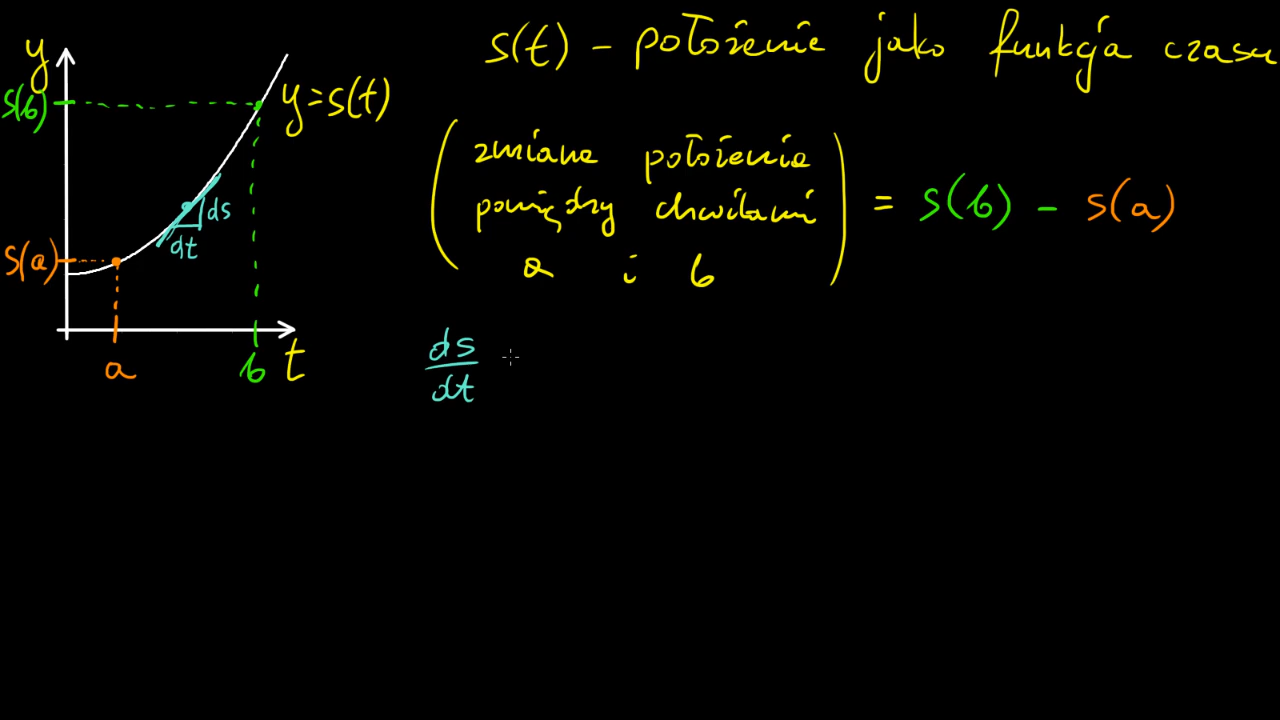 s(t) – położenie jako funkcja czasu
y
s(b)
y=s(t)
ds
dt
s(a)
a
b
t
(zmiana położenia
pomiędzy chwilami
a i b) = s(b) - s(a)
ds
dt